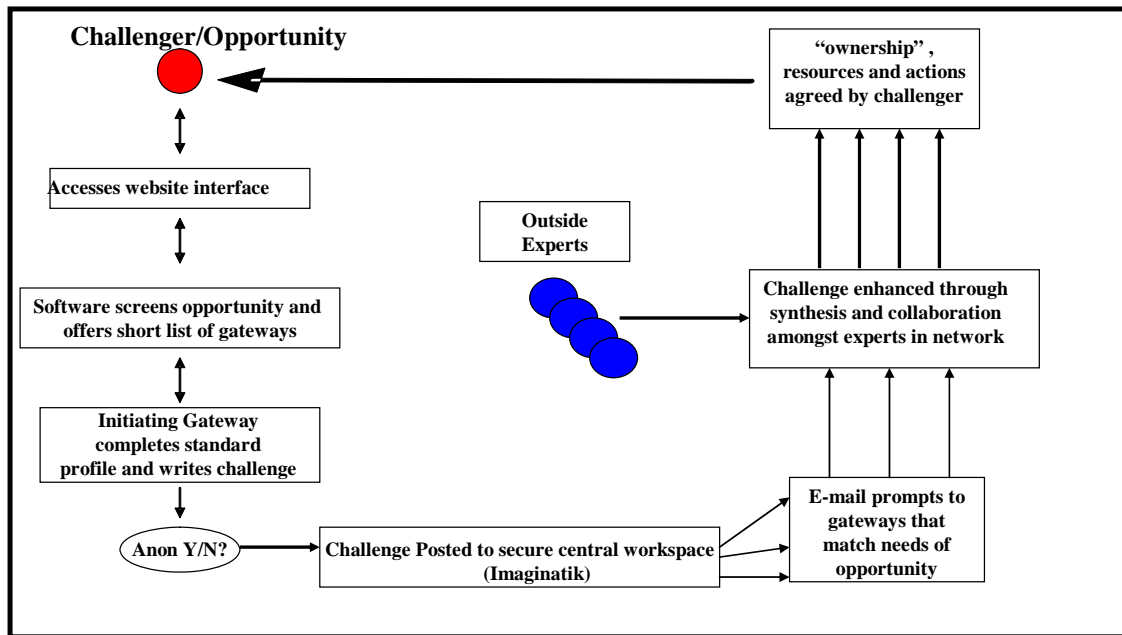 Challenger/Opportunity
Accesses website interface
Software screens opportunity and
offers short list of gateways
Initiating Gateway
completes standard
profile and writes challenge
Anon Y/N?
Challenge Posted to secure central workspace
(Imaginatik)
E-mail prompts to
gateways that
match needs of
opportunity
Outside
Experts
Challenge enhanced through
synthesis and collaboration
amongst experts in network
“ownership” ,
resources and actions
agreed by challenger